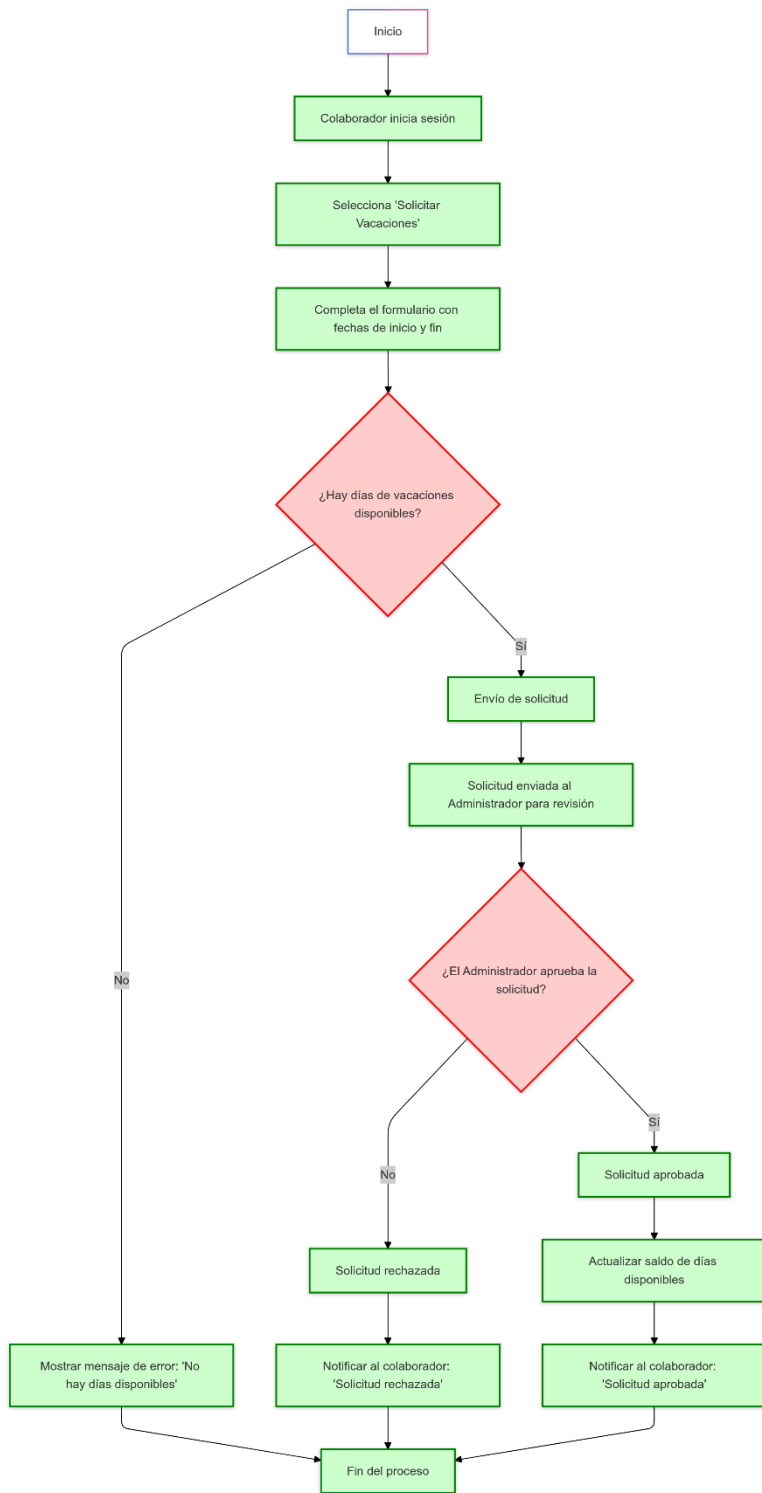 Inicio
Colaborador inicia sesión
Selecciona 'Solicitar
Vacaciones'
Completa el formulario con
fechas de inicio y fin
¿Hay días de vacaciones
disponibles?
Sí
Envío de solicitud
Solicitud enviada al
Administrador para revisión
¿El Administrador aprueba la
solicitud?
No
Sí
No
Solicitud aprobada
Solicitud rechazada
Actualizar saldo de días
disponibles
Mostrar mensaje de error: 'No
hay días disponibles'
Notificar al colaborador:
'Solicitud rechazada'
Notificar al colaborador:
'Solicitud aprobada'
Fin del proceso